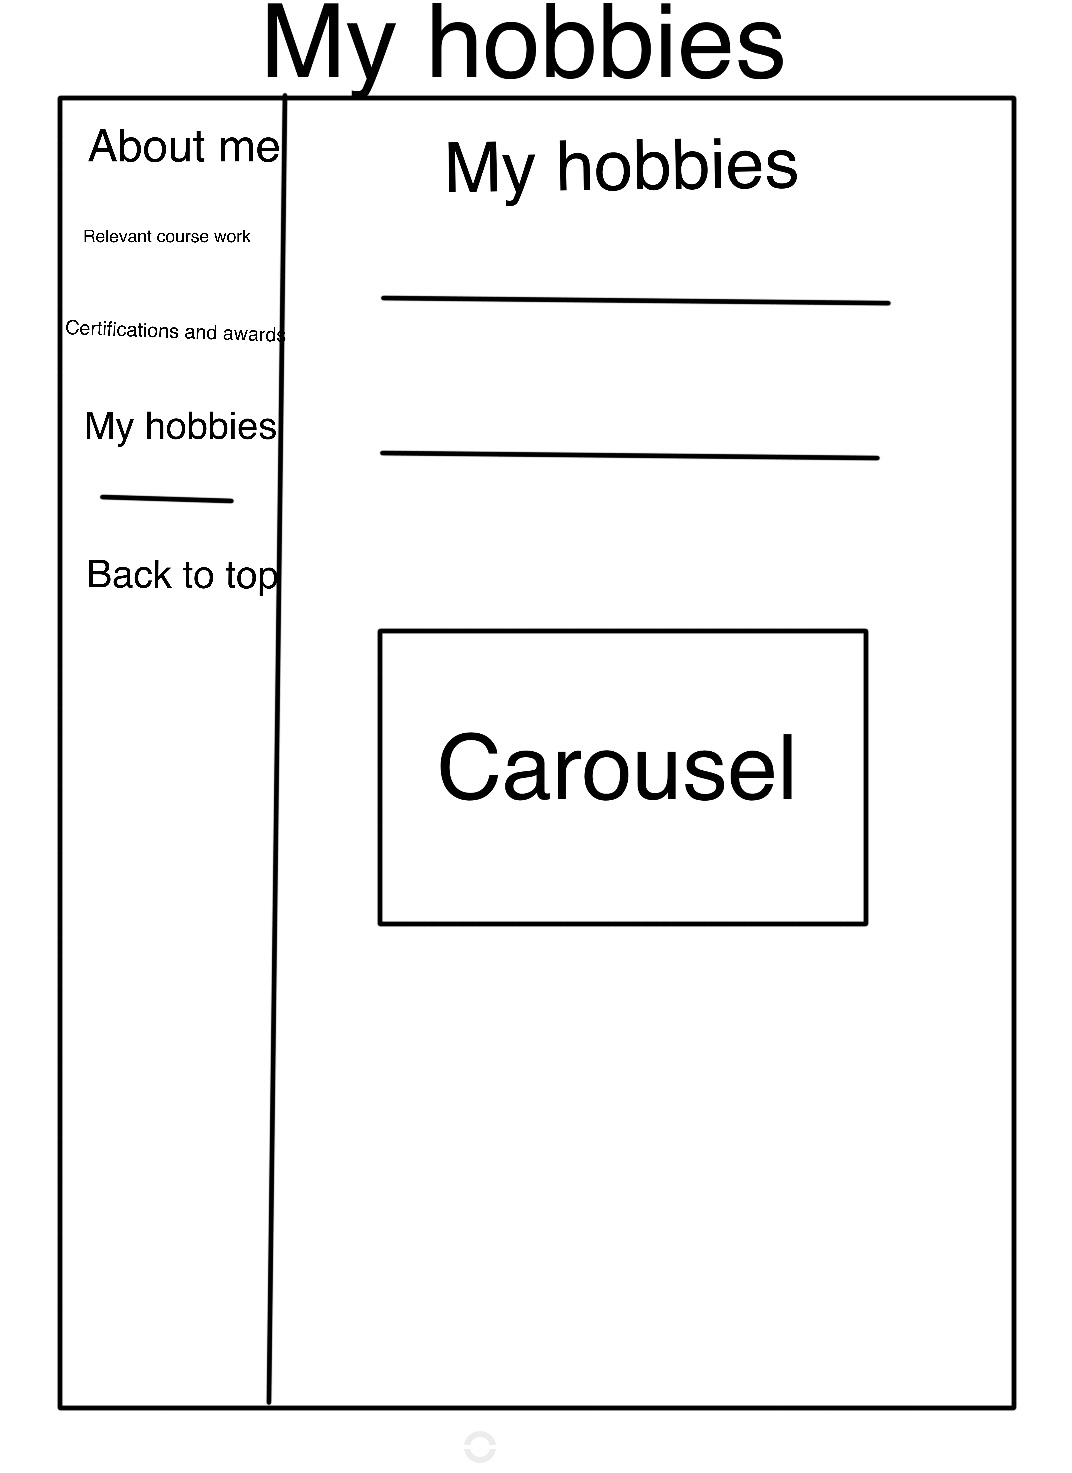 My hobbies
About me
Relevant course work
Certifications and awards
My hobbies
Back to top
My hobbies
Carousel